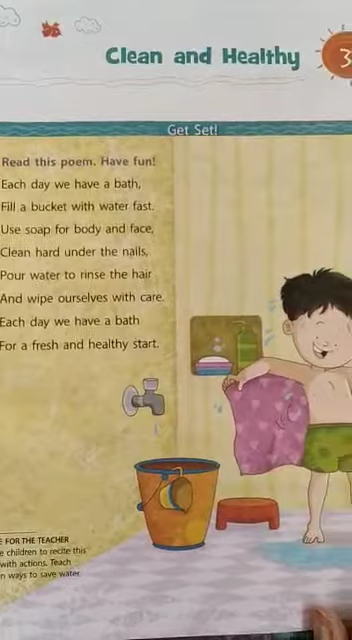 Clean and Healthy
3
Get Set!
Read this poem. Have fun!
Each day we have a bath,
Fill a bucket with water fast.
Use soap for body and face,
Clean hard under the nails,
Pour water to rinse the hair
And wipe ourselves with care.
Each day we have a bath
For a fresh and healthy start.
FOR THE TEACHER
children to recite this
with actions. Teach
ways to save water.